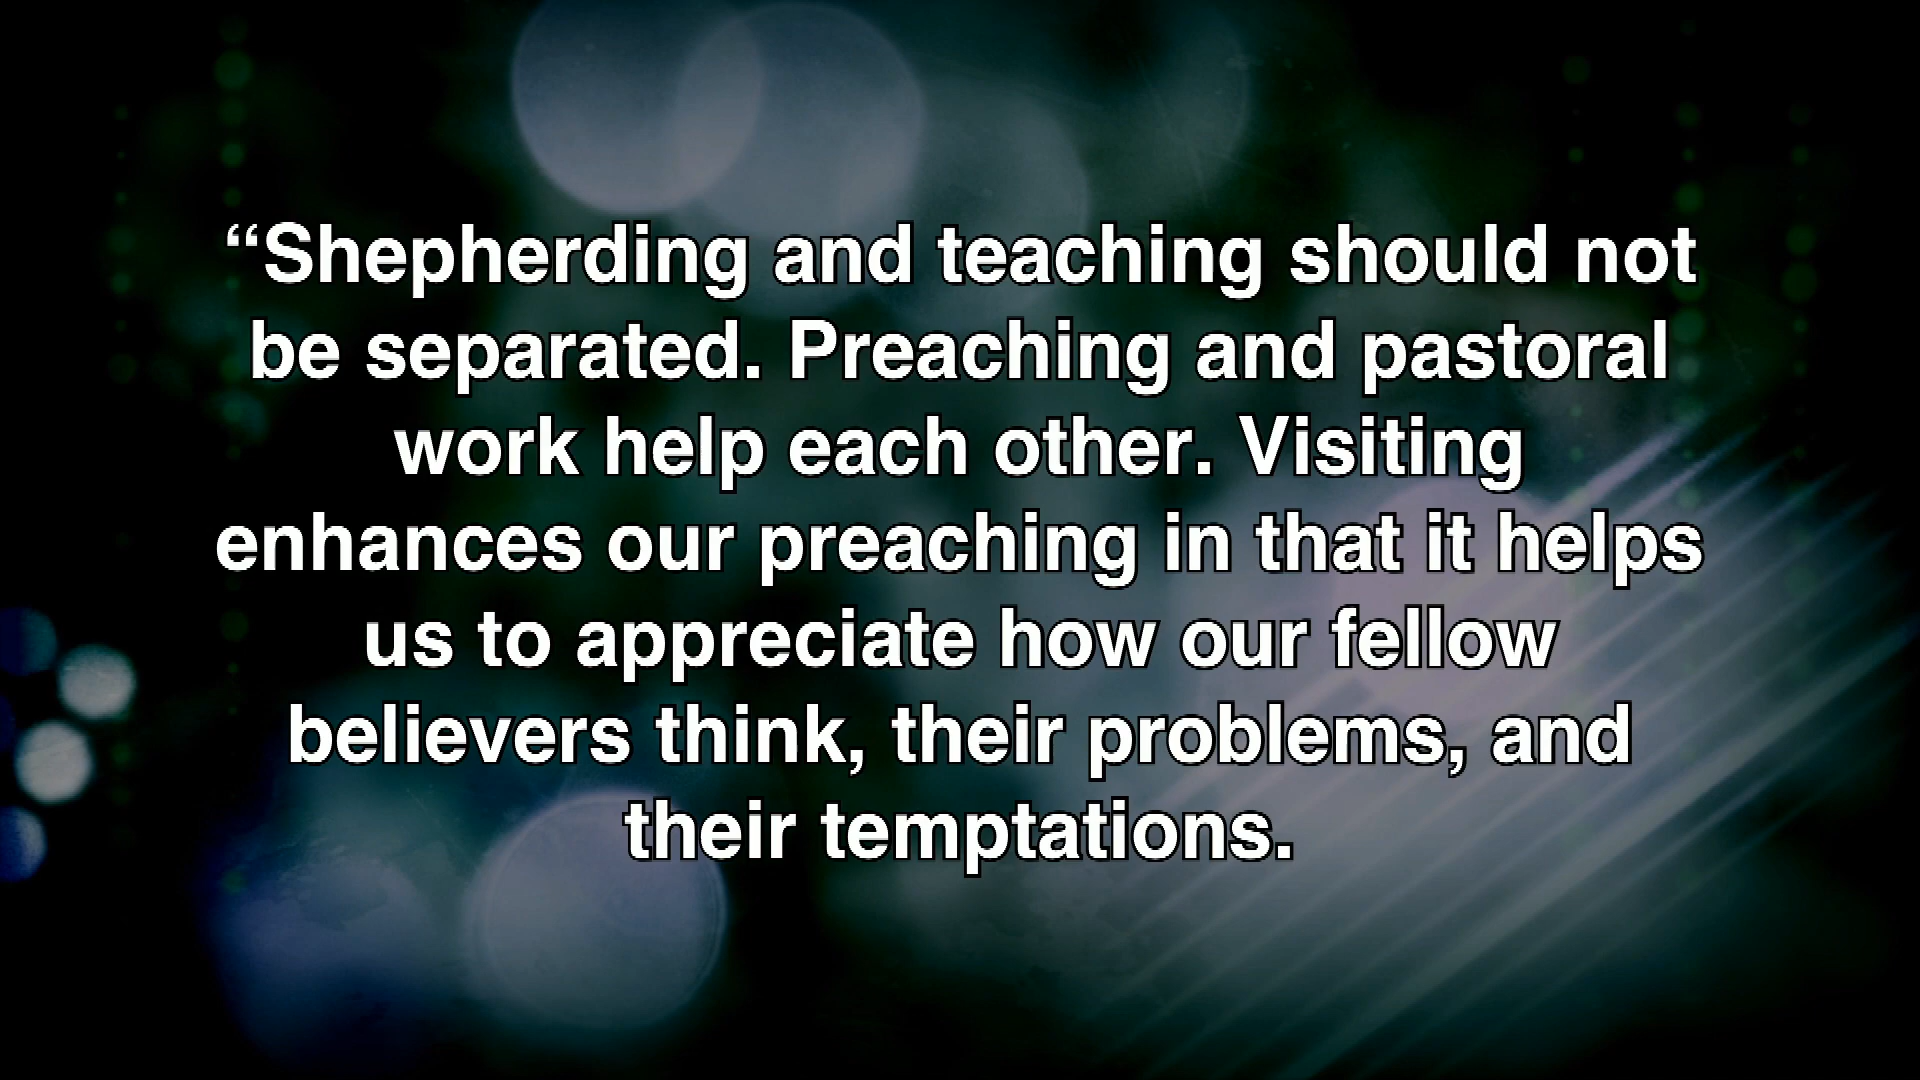 “Shepherding and teaching should not
be separated. Preaching and pastoral
work help each other. Visiting
enhances our preaching in that it helps
us to appreciate how our fellow
believers think, their problems, and
their temptations.